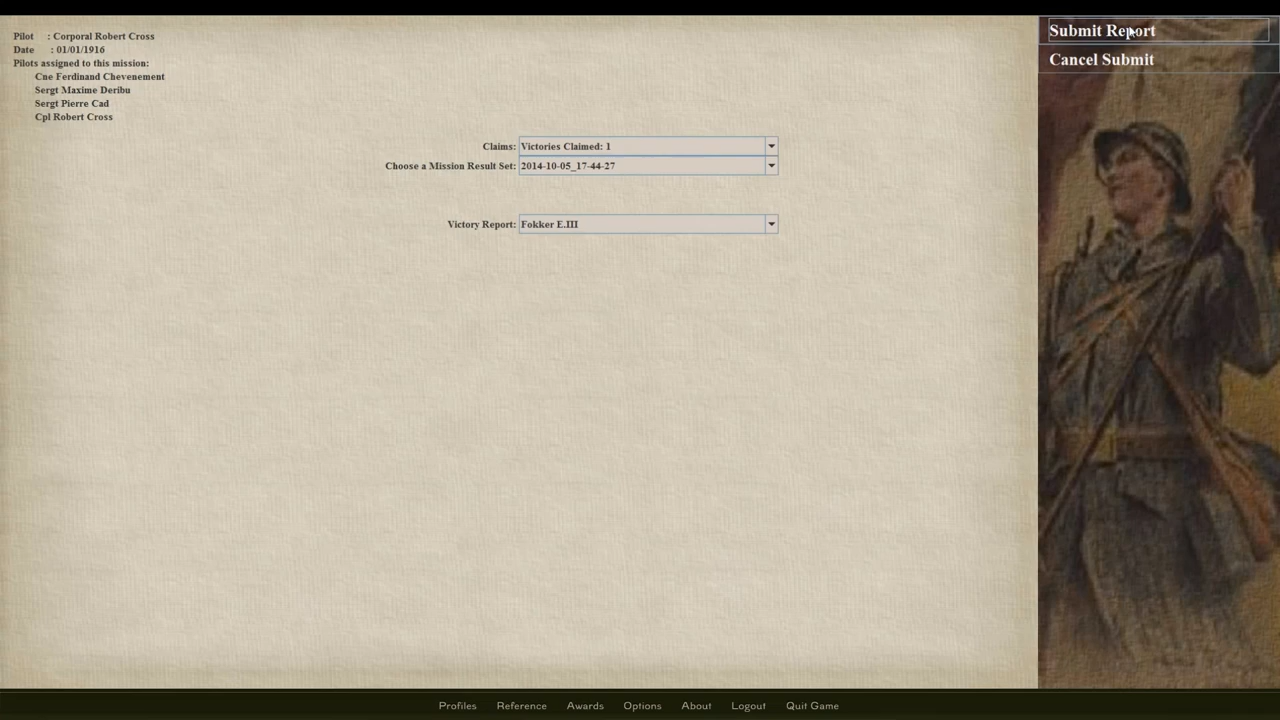 Pilot : Corporal Robert Cross
Date : 01/01/1916
Pilots assigned to this mission:
Cne Ferdinand Chevenement
Sergt Maxime Deribu
Sergt Pierre Cad
Cpl Robert Cross
Claims: Victories Claimed: 1
Choose a Mission Result Set: 2014-10-05_17-44-27
Victory Report: Fokker E.III
Submit Report
Cancel Submit
Profiles Reference Awards Options About Logout Quit Game